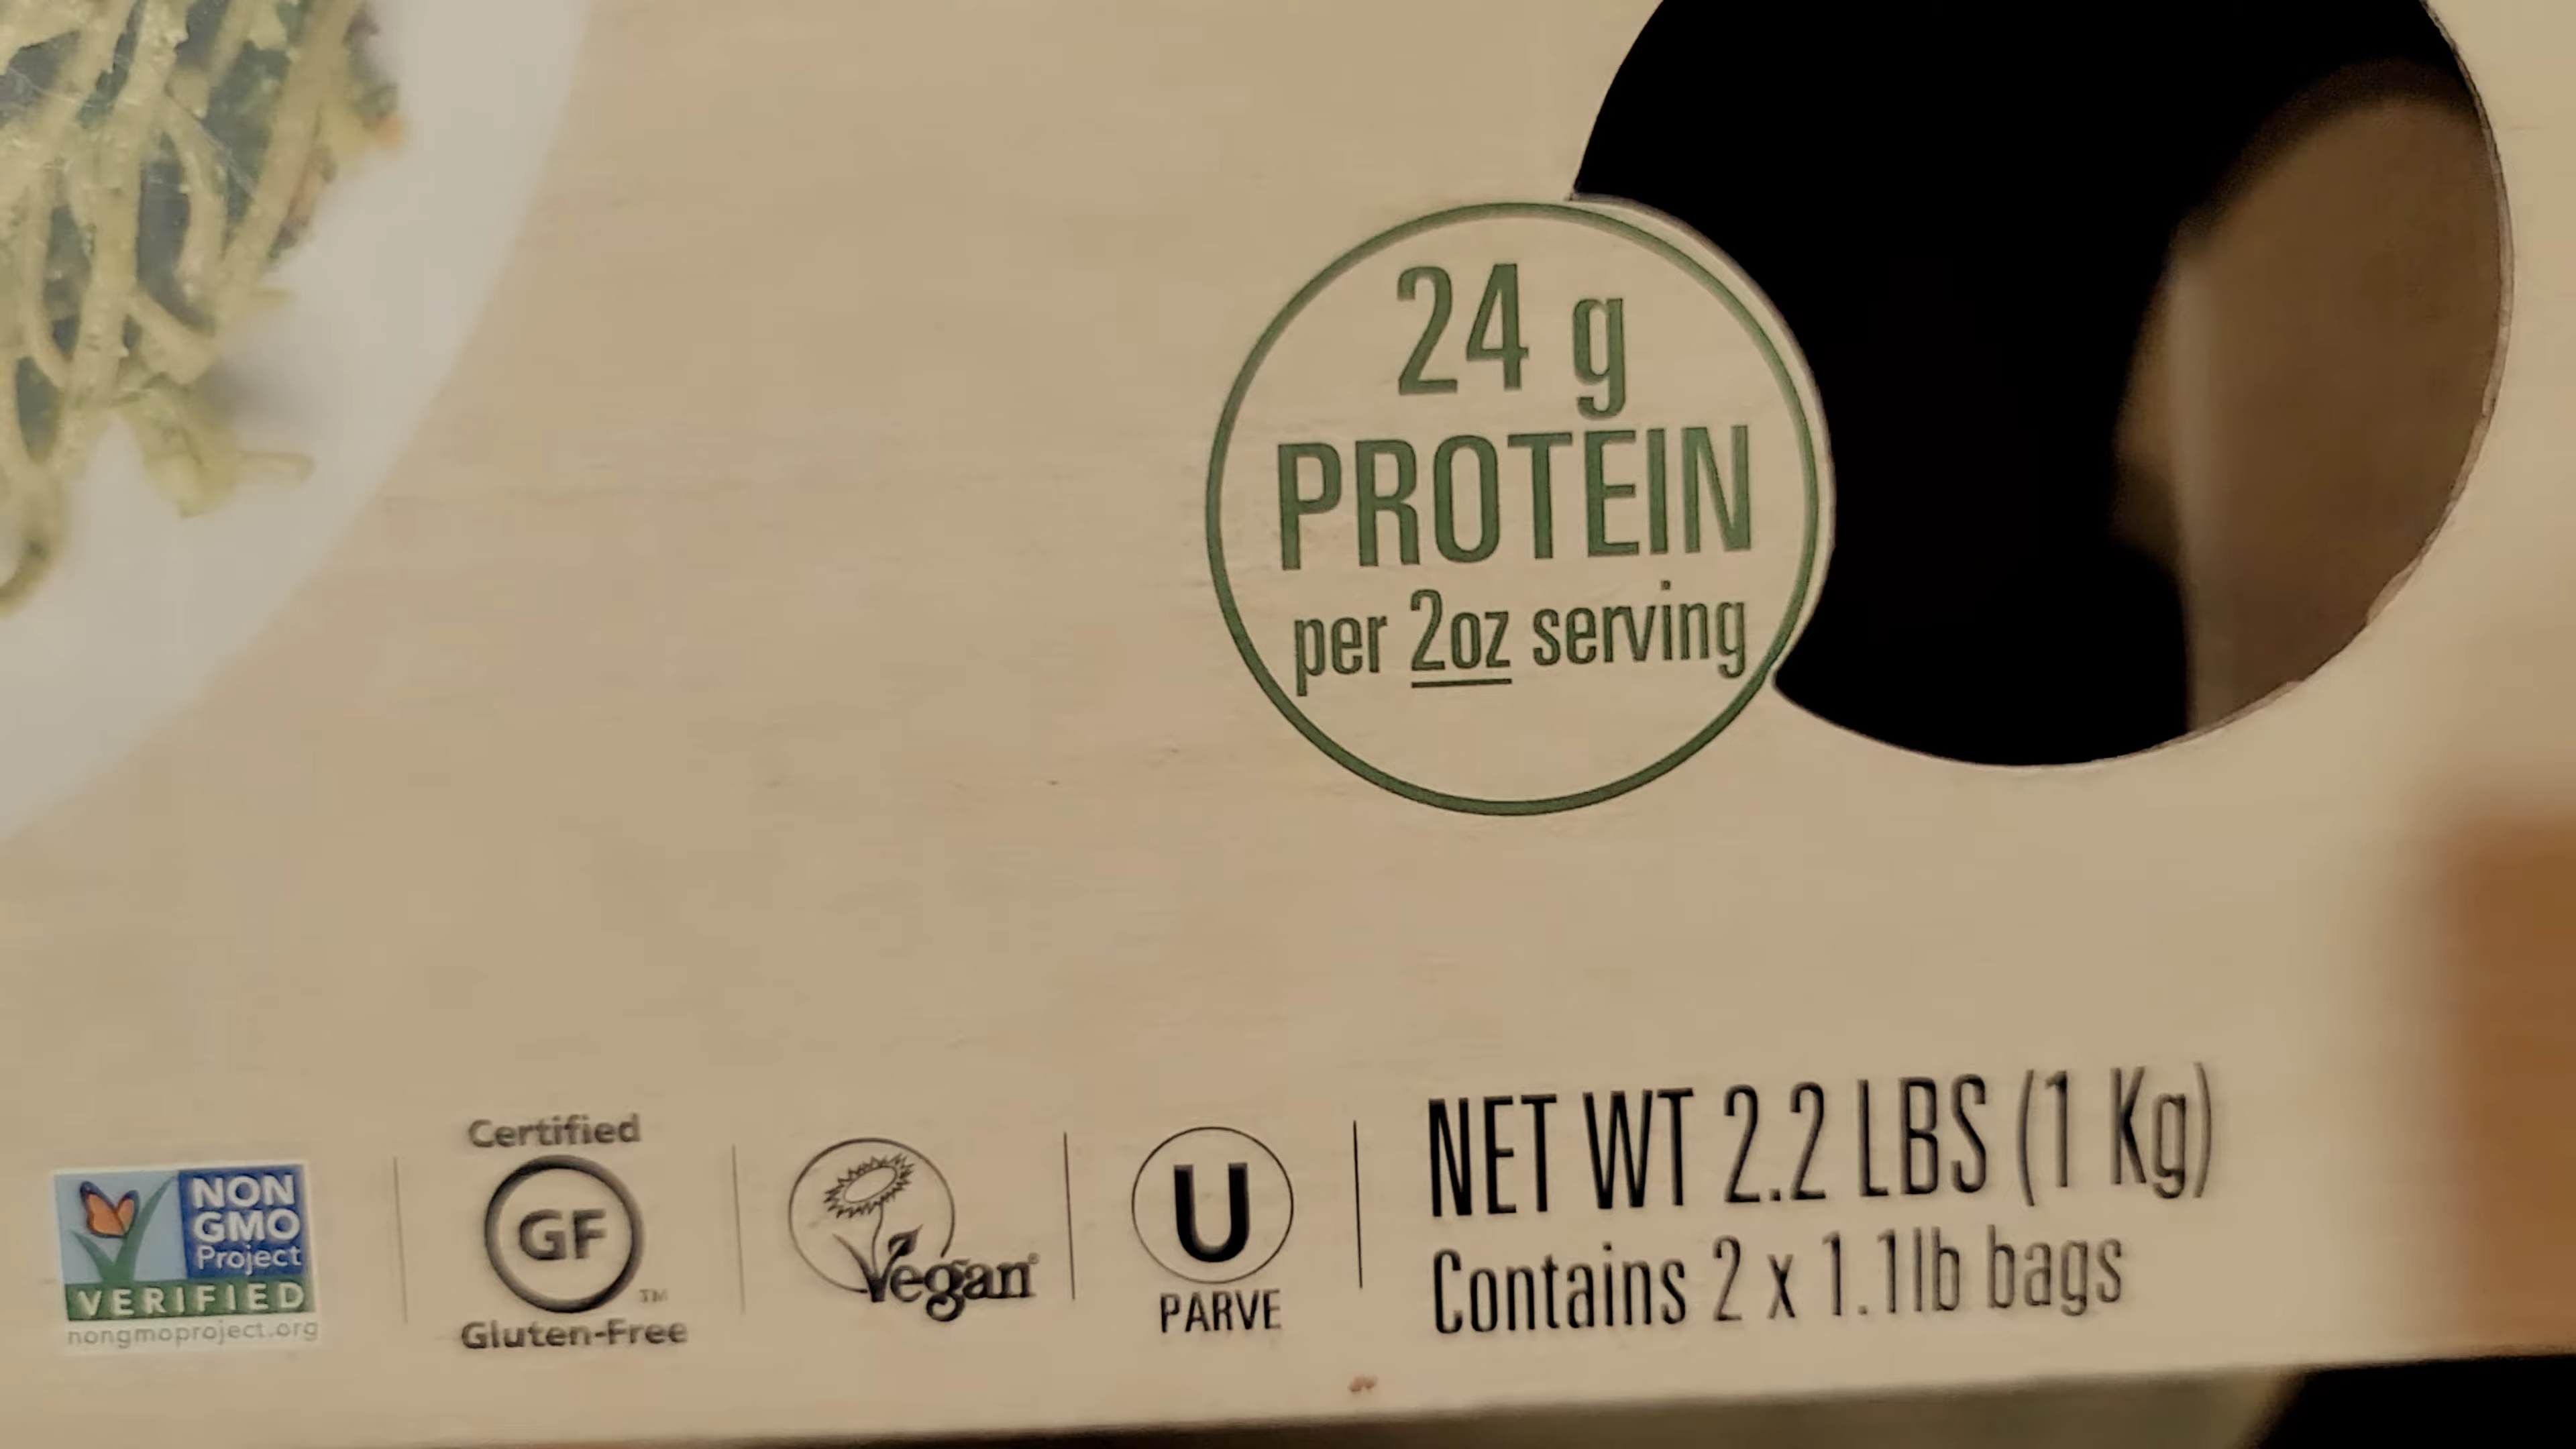 24 g
PROTEIN
per 2oz serving
NON
GMO
Project
VERIFIED
nongmoproject.org
Certified
GF
TM
Gluten-Free
Vegan
U
PARVE
NET WT 2.2 LBS (1 Kg)
Contains 2 x 1.1lb bags